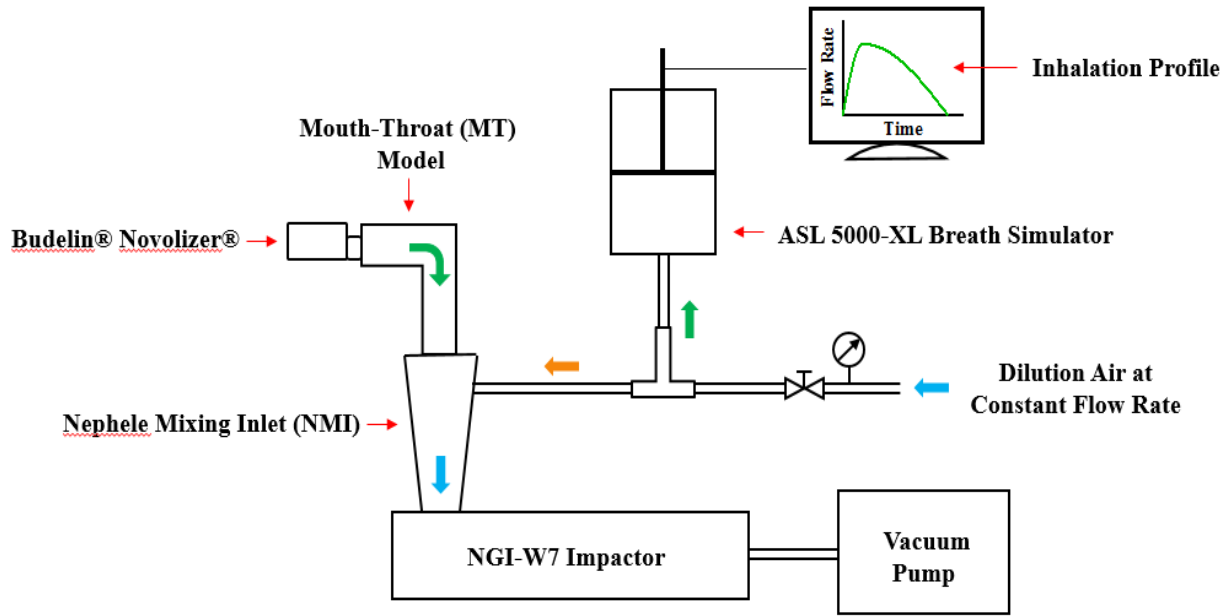 Flow Rate
Time
Inhalation Profile
Mouth-Throat (MT)
Model
Budelin® Novolizer®
ASL 5000-XL Breath Simulator
Dilution Air at
Constant Flow Rate
Nephele Mixing Inlet (NMI)
NGI-W7 Impactor
Vacuum
Pump